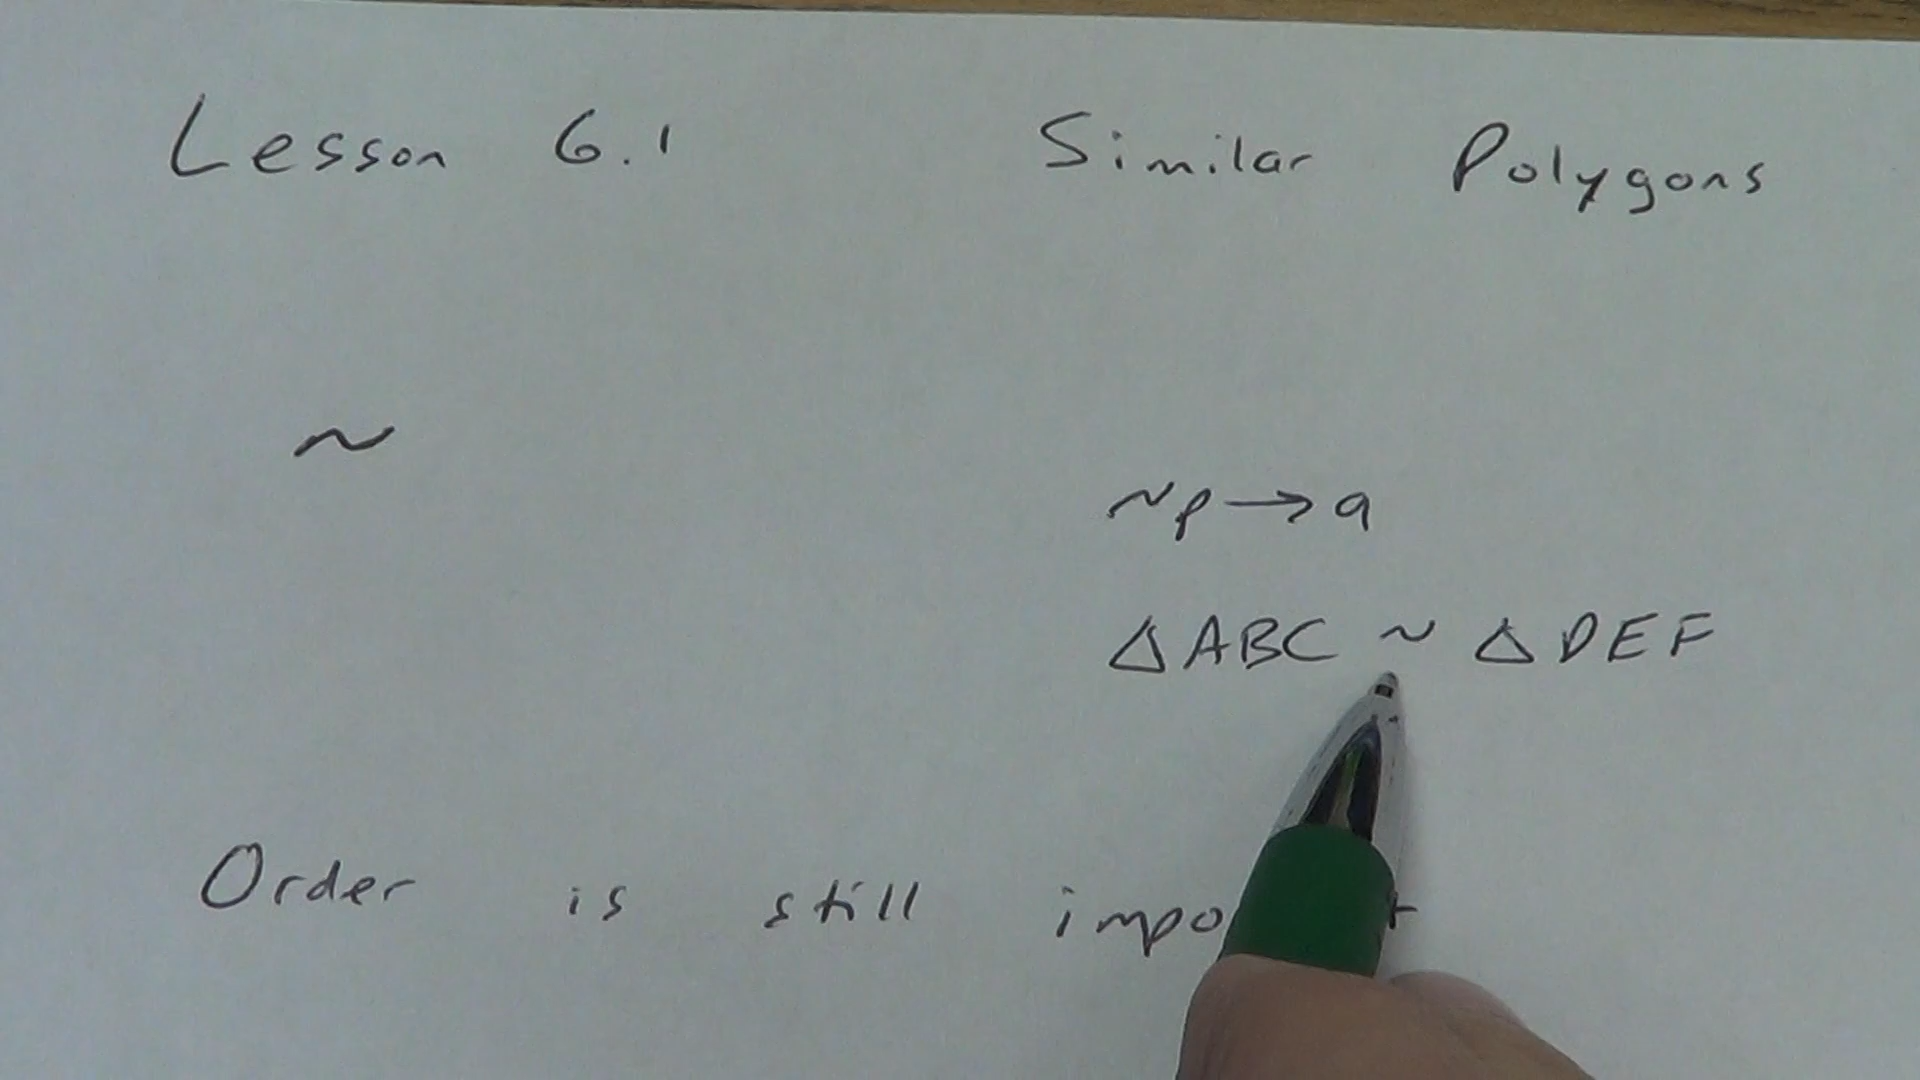 Lesson 6.1 Similar Polygons
~
~p → q
△ABC ~ △DEF
Order is still